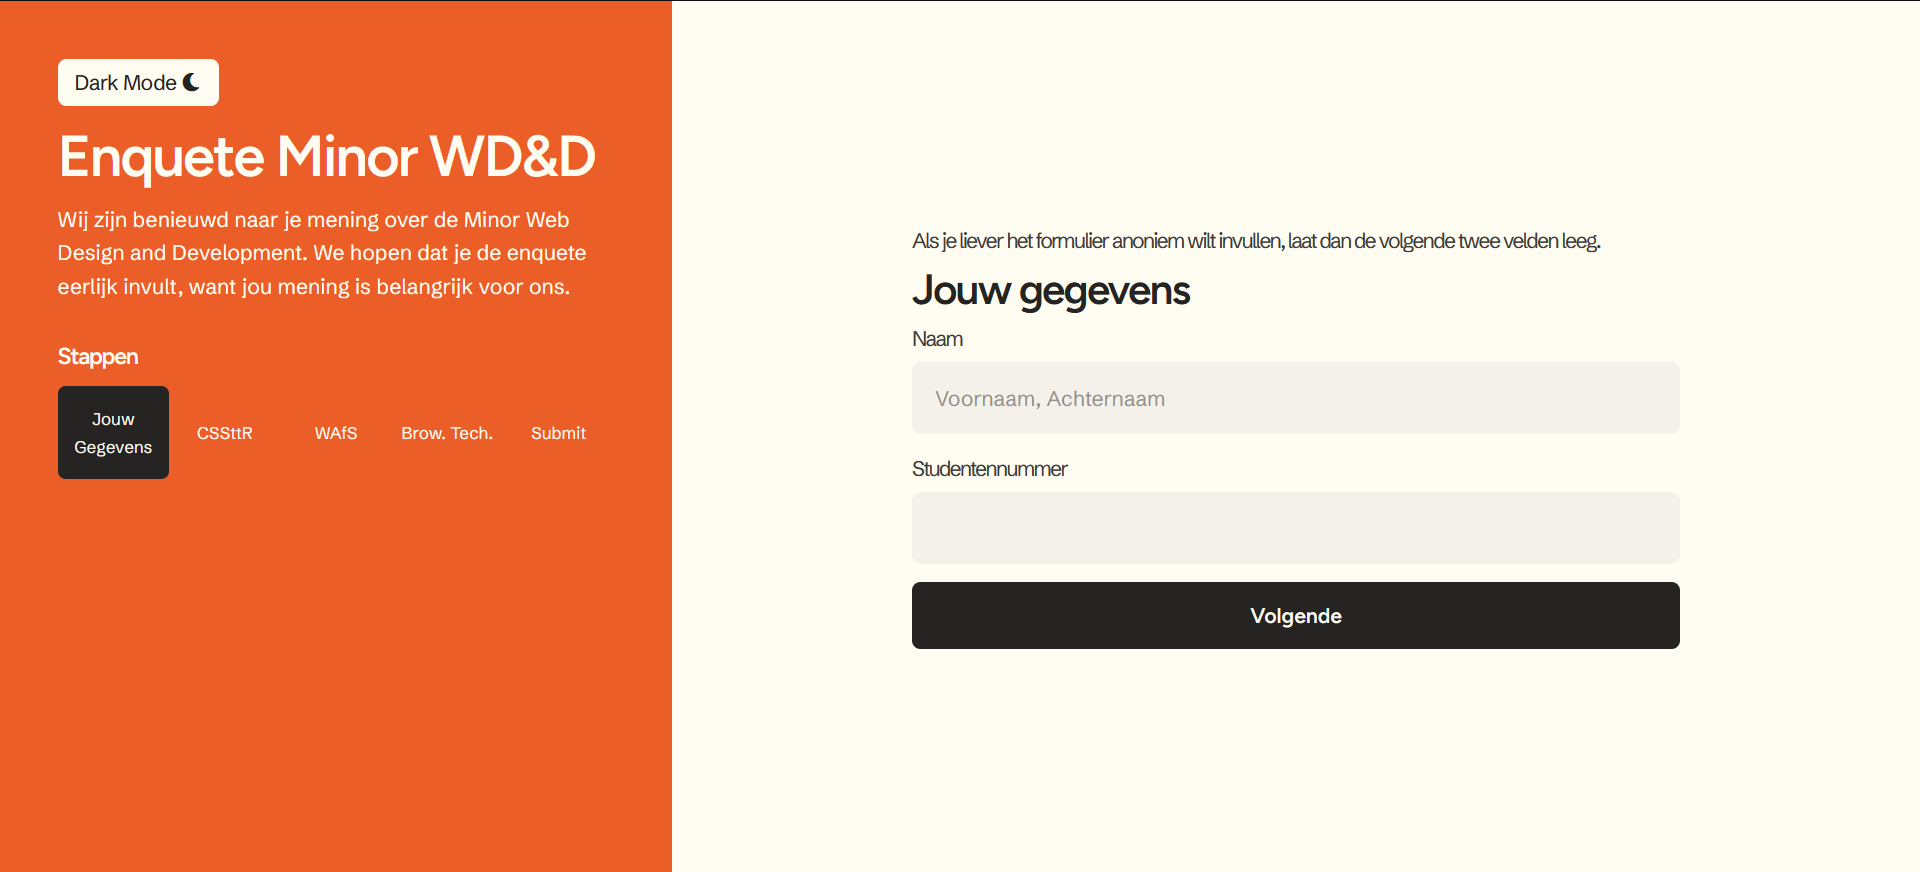 Dark Mode
Enquete Minor WD&D
Wij zijn benieuwd naar je mening over de Minor Web
Design and Development. We hopen dat je de enquete
eerlijk invult, want jou mening is belangrijk voor ons.
Stappen
Jouw
Gegevens
CSSttR
WAfS
Brow. Tech.
Submit
Als je liever het formulier anoniem wilt invullen, laat dan de volgende twee velden leeg.
Jouw gegevens
Naam
Voornaam, Achternaam
Studentennummer
Volgende